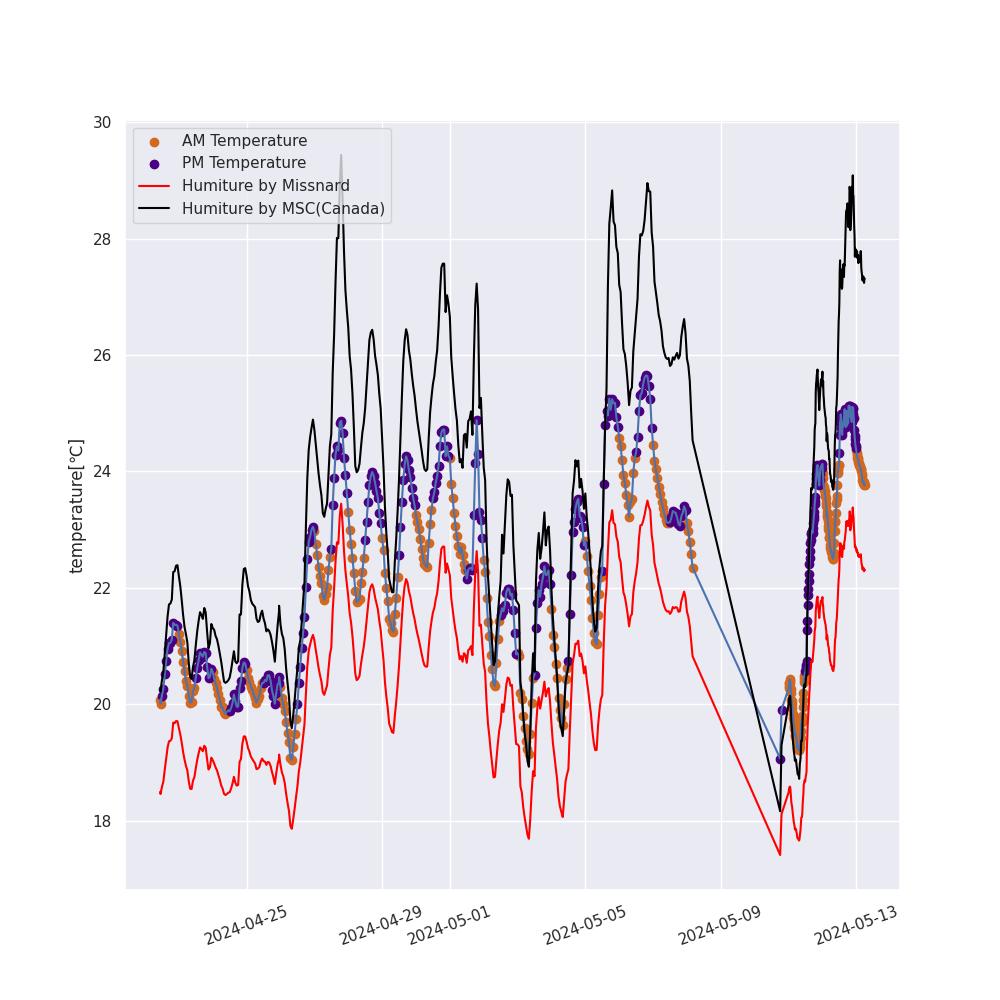 30
AM Temperature
PM Temperature
Humiture by Missnard
Humiture by MSC(Canada)
28
26
24
22
20
18
temperature[℃]
2024-04-25
2024-04-29
2024-05-01
2024-05-05
2024-05-09
2024-05-13